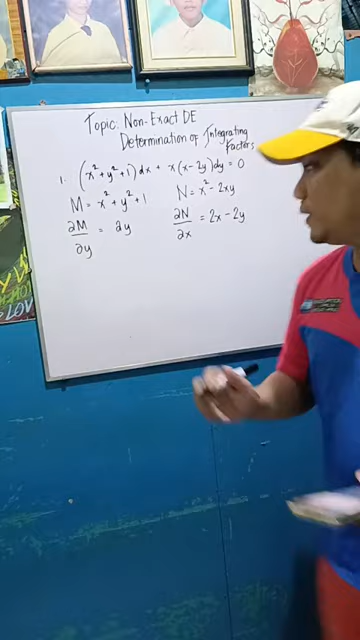 Topic: Non-Exact DE
Determination of Integrating Factors
1. (x² + y² + 1) dx + x(x - 2y) dy = 0
M = x² + y² + 1 N = x² - 2xy
∂M/∂y = 2y ∂N/∂x = 2x - 2y